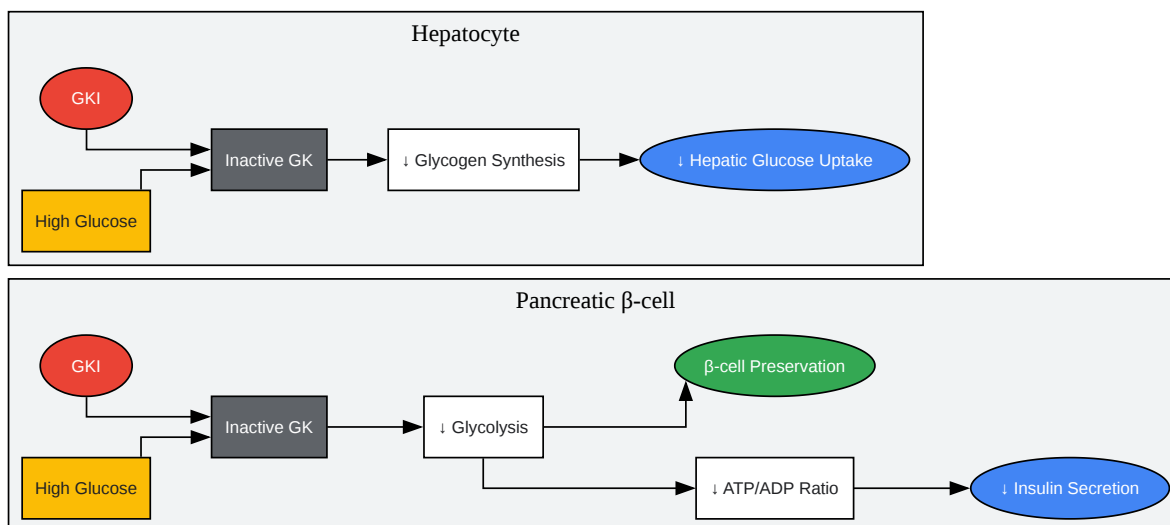 Hepatocyte
GKI
Inactive GK
↓ Glycogen Synthesis
↓ Hepatic Glucose Uptake
High Glucose
Pancreatic β-cell
GKI
β-cell Preservation
Inactive GK
↓ Glycolysis
High Glucose
↓ ATP/ADP Ratio
↓ Insulin Secretion